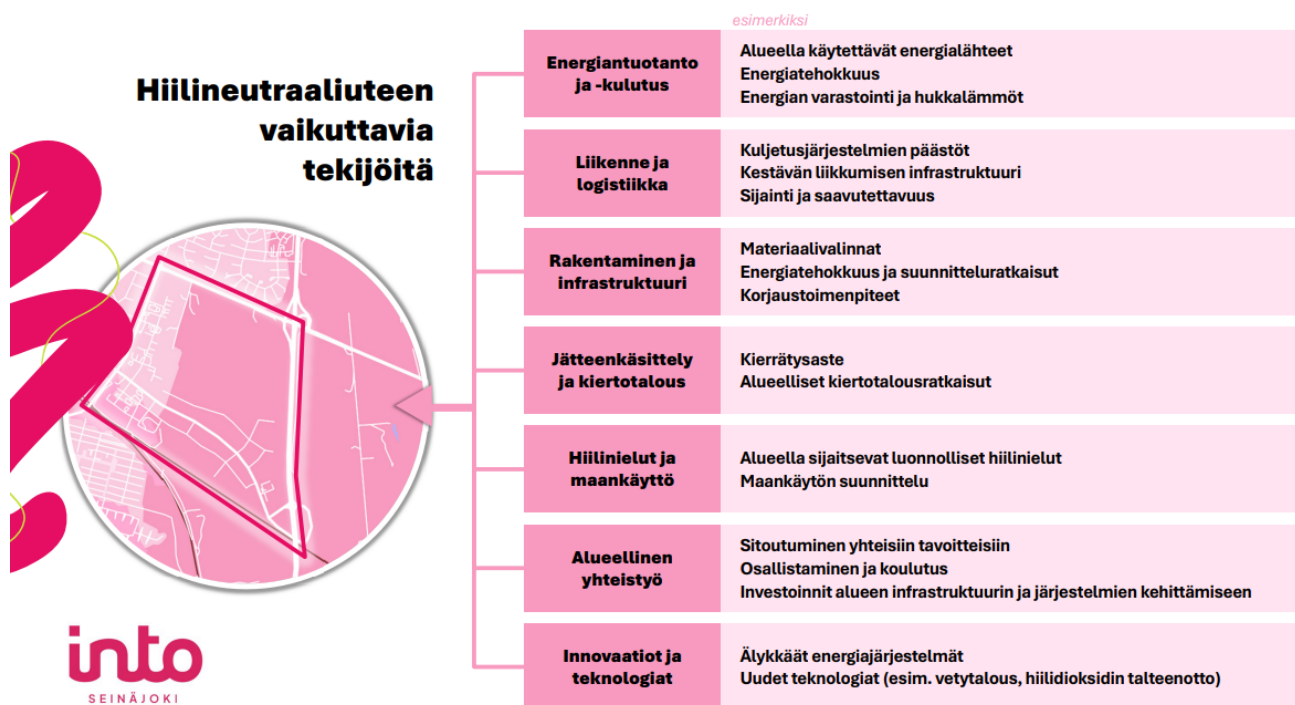 esimerkiksi
Hiilineutraaliuteen
vaikuttavia
tekijöitä
Energiantuotanto
ja -kulutus
Alueella käytettävät energialähteet
Energiatehokkuus
Energian varastointi ja hukkalämmöt
Liikenne ja
logistiikka
Kuljetusjärjestelmien päästöt
Kestävän liikkumisen infrastruktuuri
Sijainti ja saavutettavuus
Rakentaminen ja
infrastruktuuri
Materiaalivalinnat
Energiatehokkuus ja suunnitteluratkaisut
Korjaustoimenpiteet
Jätteenkäsittely
ja kiertotalous
Kierrätysaste
Alueelliset kiertotalousratkaisut
Hiilinielut ja
maankäyttö
Alueella sijaitsevat luonnolliset hiilinielut
Maankäytön suunnittelu
Alueellinen
yhteistyö
Sitoutuminen yhteisiin tavoitteisiin
Osallistaminen ja koulutus
Investoinnit alueen infrastruktuurin ja järjestelmien kehittämiseen
Innovaatiot ja
teknologiat
Älykkäät energiajärjestelmät
Uudet teknologiat (esim. vetytalous, hiilidioksidin talteenotto)
into
SEINÄJOKI